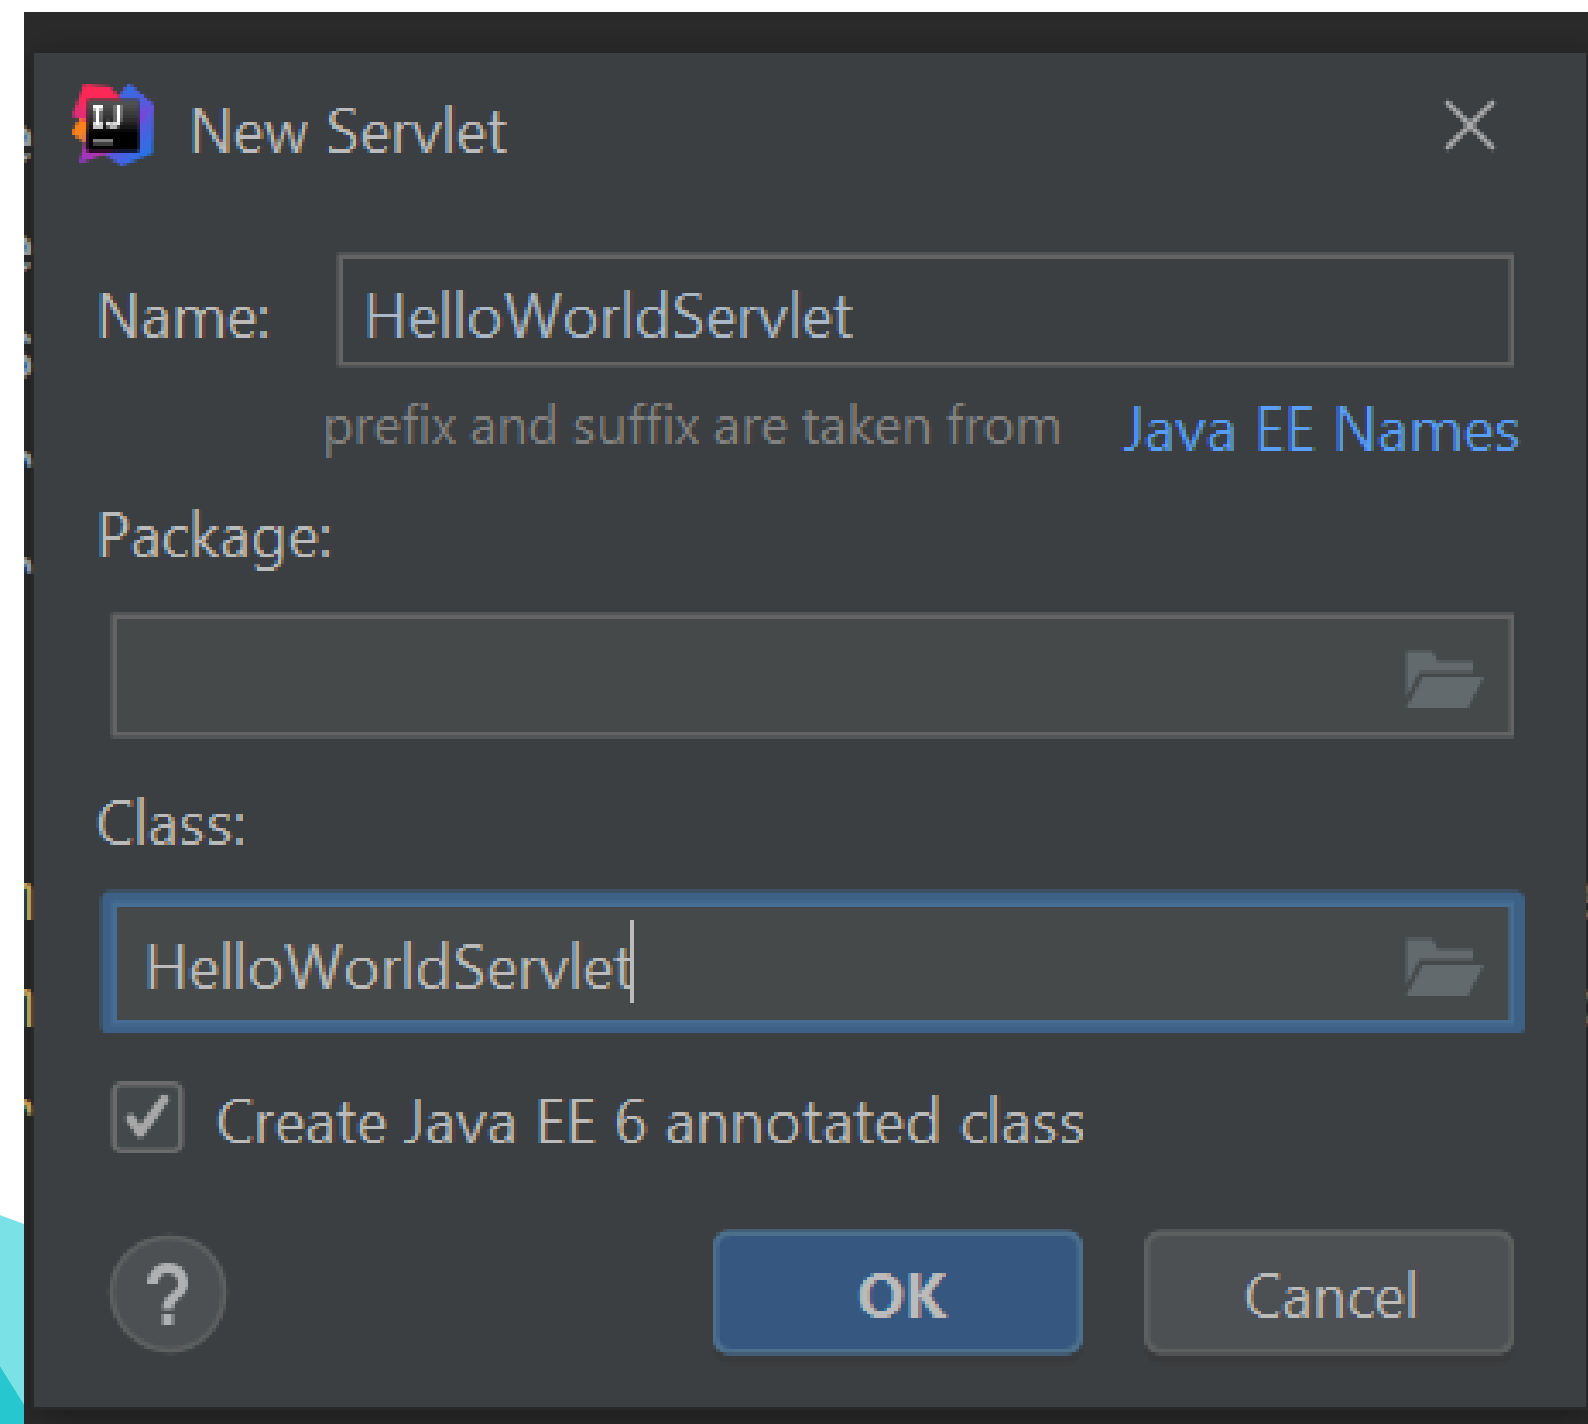 IJ
New Servlet
Name: HelloWorldServlet
prefix and suffix are taken from Java EE Names
Package:
Class:
HelloWorldServlet
Create Java EE 6 annotated class
? OK Cancel